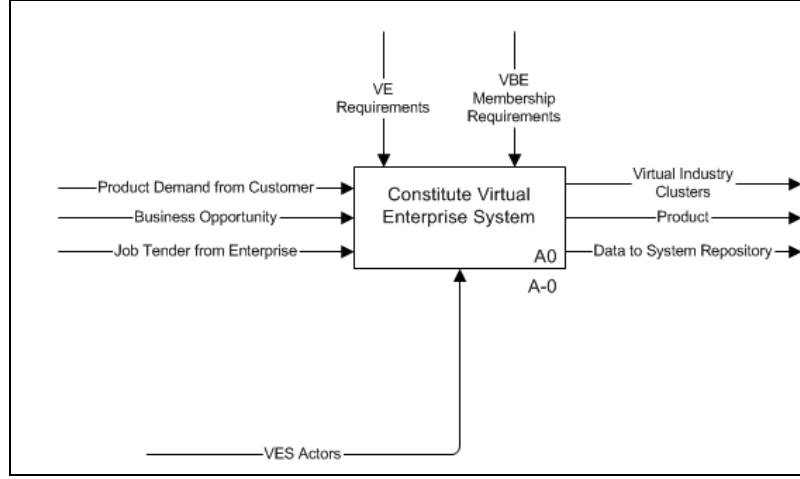 VE
Requirements
VBE
Membership
Requirements
Product Demand from Customer
Business Opportunity
Job Tender from Enterprise
Constitute Virtual
Enterprise System
A0
A-0
Virtual Industry
Clusters
Product
Data to System Repository
VES Actors